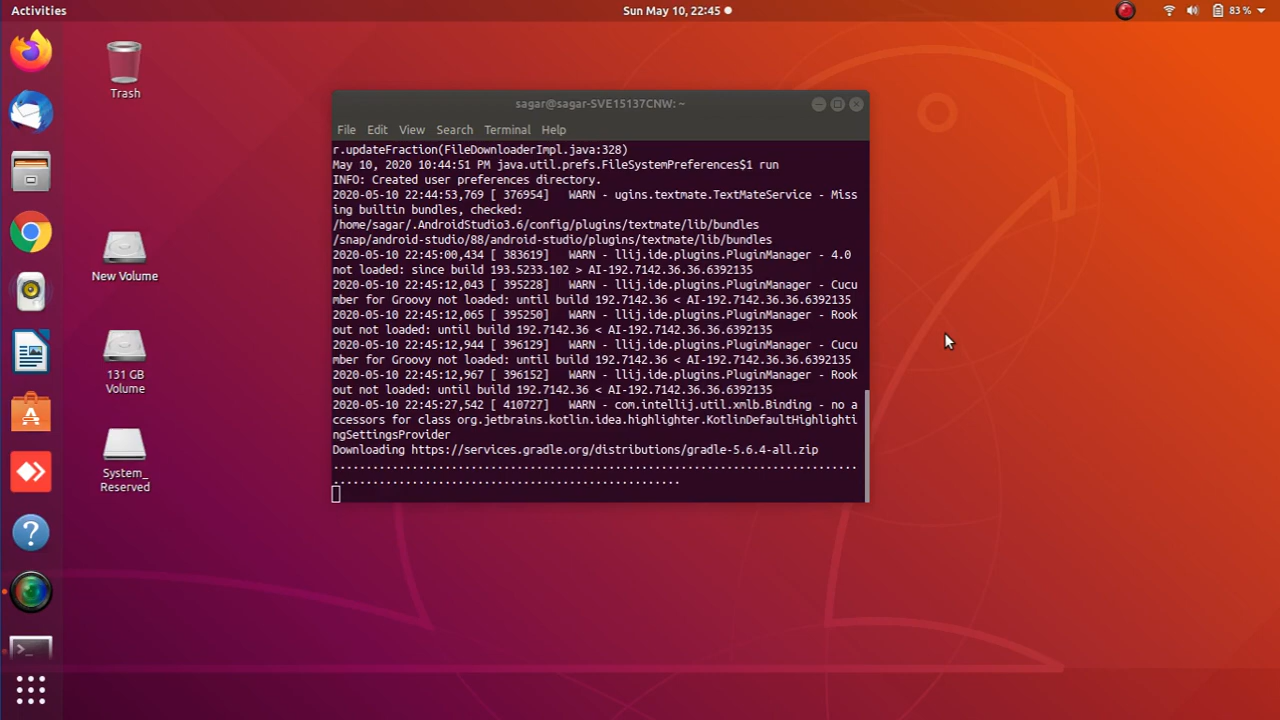 Activities
Sun May 10, 22:45
83 %
Trash
New Volume
131 GB
Volume
System_
Reserved
sagar@sagar-SVE15137CNW: ~
File Edit View Search Terminal Help
r.updateFraction(FileDownloaderImpl.java:328)
May 10, 2020 10:44:51 PM java.util.prefs.FileSystemPreferences$1 run
INFO: Created user preferences directory.
2020-05-10 22:44:53,769 [ 376954]   WARN - ugins.textmate.TextMateService - Miss
ing builtin bundles, checked:
/home/sagar/.AndroidStudio3.6/config/plugins/textmate/lib/bundles
/snap/android-studio/88/android-studio/plugins/textmate/lib/bundles
2020-05-10 22:45:00,434 [ 383619]   WARN - llij.ide.plugins.PluginManager - 4.0
not loaded: since build 193.5233.102 > AI-192.7142.36.36.6392135
2020-05-10 22:45:12,043 [ 395228]   WARN - llij.ide.plugins.PluginManager - Cucu
mber for Groovy not loaded: until build 192.7142.36 < AI-192.7142.36.36.6392135
2020-05-10 22:45:12,065 [ 395250]   WARN - llij.ide.plugins.PluginManager - Rook
out not loaded: until build 192.7142.36 < AI-192.7142.36.36.6392135
2020-05-10 22:45:12,944 [ 396129]   WARN - llij.ide.plugins.PluginManager - Cucu
mber for Groovy not loaded: until build 192.7142.36 < AI-192.7142.36.36.6392135
2020-05-10 22:45:12,967 [ 396152]   WARN - llij.ide.plugins.PluginManager - Rook
out not loaded: until build 192.7142.36 < AI-192.7142.36.36.6392135
2020-05-10 22:45:27,542 [ 410727]   WARN - com.intellij.util.xmlb.Binding - no a
ccessors for class org.jetbrains.kotlin.idea.highlighter.KotlinDefaultHighlighti
ngSettingsProvider
Downloading https://services.gradle.org/distributions/gradle-5.6.4-all.zip
................................................................................
.....................................................